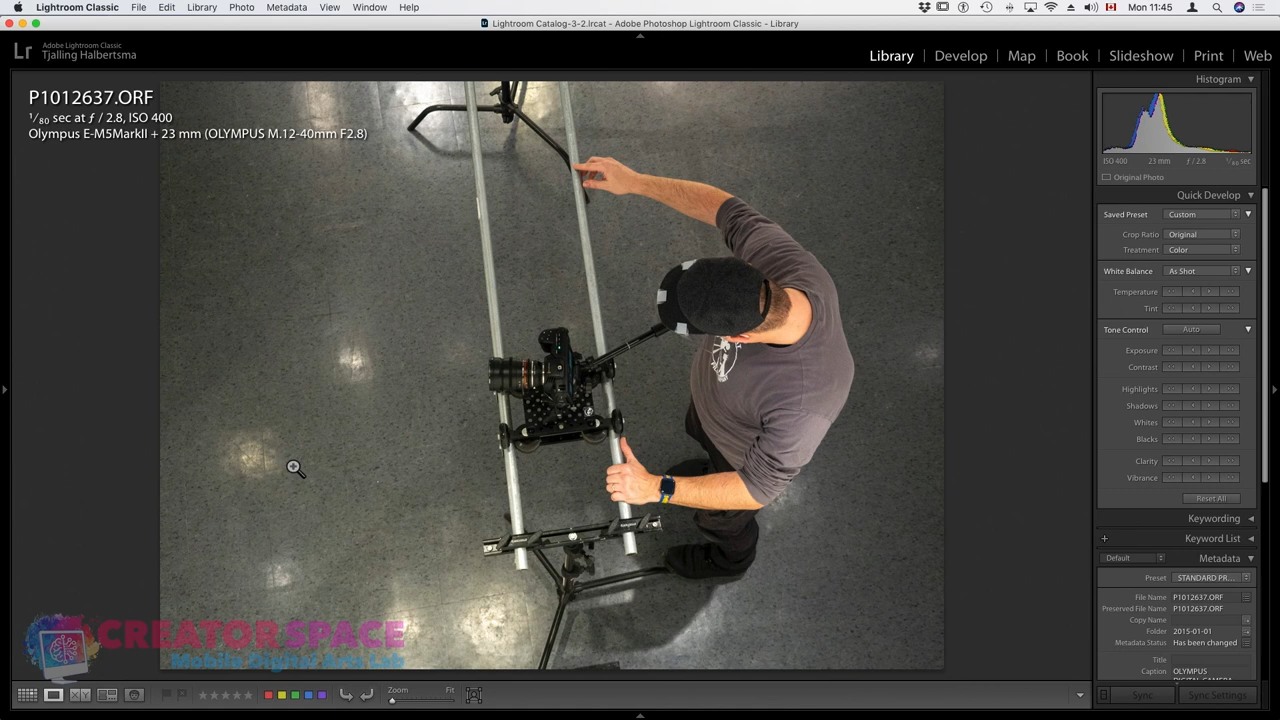 Lightroom Classic File Edit Library Photo Metadata View Window Help Mon 11:45
Lightroom Catalog-3-2.lrcat - Adobe Photoshop Lightroom Classic - Library
Lr Adobe Lightroom Classic
Tjalling Halbertsma
Library | Develop | Map | Book | Slideshow | Print | Web
P1012637.ORF
1/80 sec at ƒ / 2.8, ISO 400
Olympus E-M5MarkII + 23 mm (OLYMPUS M.12-40mm F2.8)
Histogram
ISO 400 23 mm ƒ / 2.8 1/80 sec
Original Photo
Quick Develop
Saved Preset Custom
Crop Ratio Original
Treatment Color
White Balance As Shot
Temperature
Tint
Tone Control Auto
Exposure
Contrast
Highlights
Shadows
Whites
Blacks
Clarity
Vibrance
Reset All
Keywording
+ Keyword List
Default Metadata
Preset STANDARD PR...
File Name P1012637.ORF
Preserved File Name P1012637.ORF
Copy Name
Folder 2015-01-01
Metadata Status Has been changed
Title
Caption OLYMPUS
DIGITAL CAMERA
CREATORSPACE
Mobile Digital Arts Lab
Zoom Fit
Sync Sync Settings